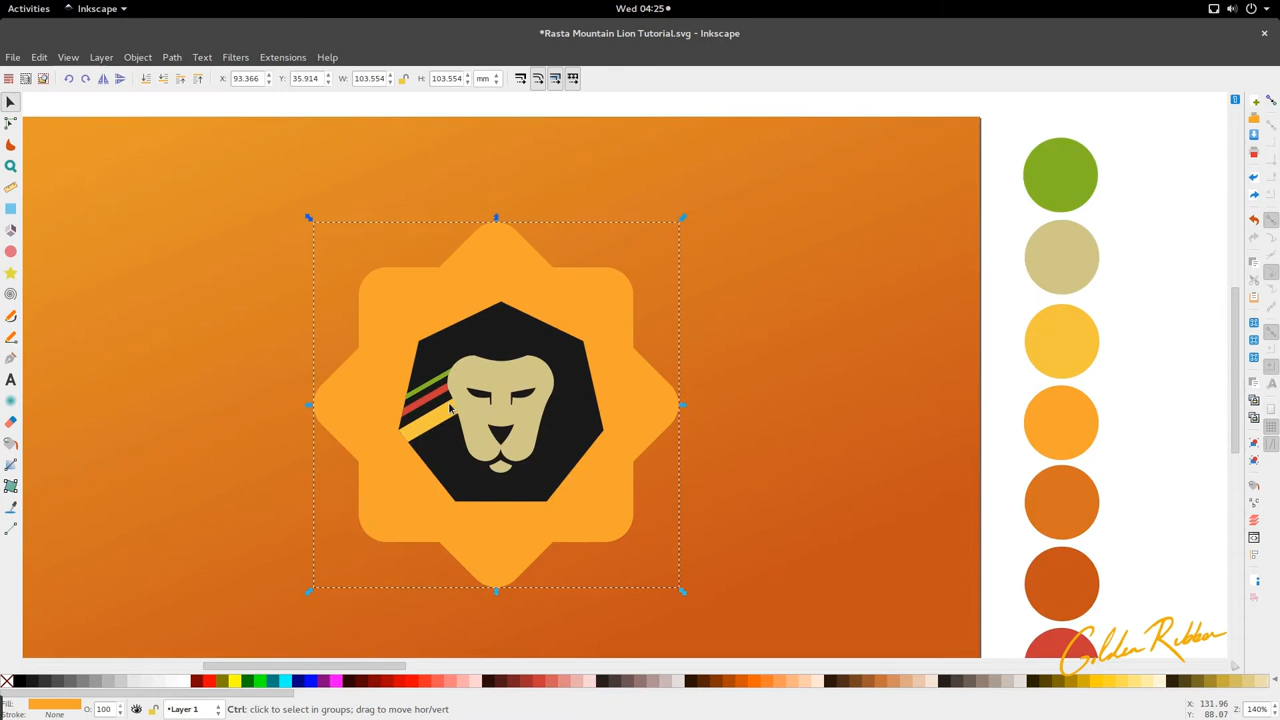 Activities Inkscape Wed 04:25
*Rasta Mountain Lion Tutorial.svg - Inkscape
File Edit View Layer Object Path Text Filters Extensions Help
X: 93.366 Y: 35.914 W: 103.554 H: 103.554 mm
Golden Ribbon
Fill: O: 100 Layer 1 Ctrl: click to select in groups; drag to move hor/vert X: 131.96 Z: 140%
Stroke: None Y: 88.07